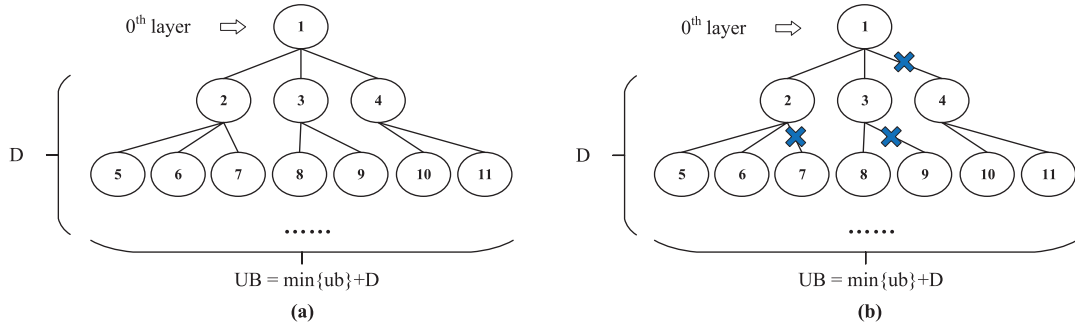 0th layer ⇨ 1
2 3 4
D
5 6 7 8 9 10 11
......
UB = min{ub}+D
(a)
0th layer ⇨ 1
2 3 4
D
5 6 7 8 9 10 11
......
UB = min{ub}+D
(b)